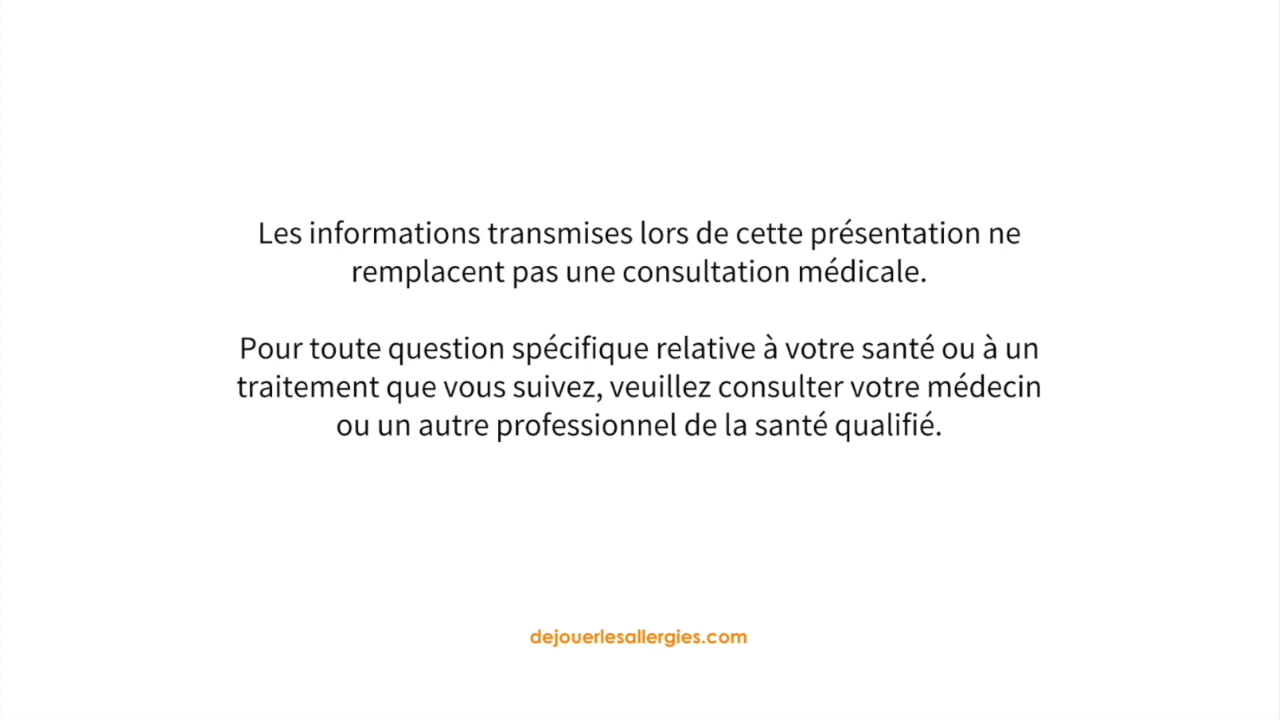 Les informations transmises lors de cette présentation ne
remplacent pas une consultation médicale.
Pour toute question spécifique relative à votre santé ou à un
traitement que vous suivez, veuillez consulter votre médecin
ou un autre professionnel de la santé qualifié.
dejouerlesallergies.com